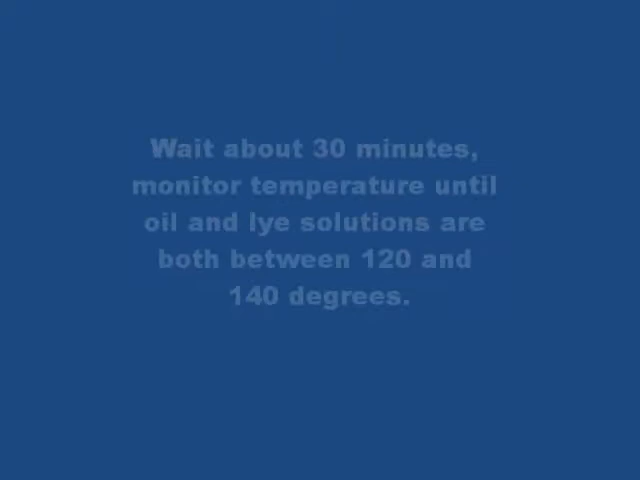 Wait about 30 minutes,
monitor temperature until
oil and lye solutions are
both between 120 and
140 degrees.